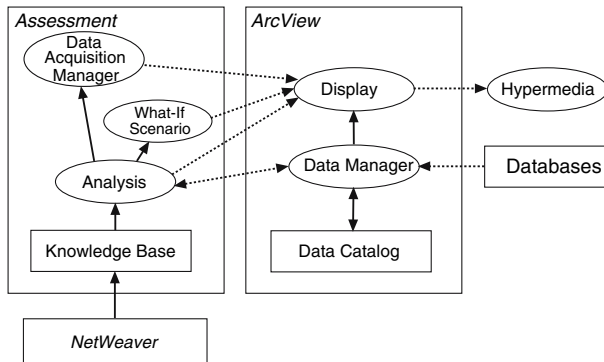 Assessment
ArcView
Data
Acquisition
Manager
What-If
Scenario
Display
Hypermedia
Analysis
Data Manager
Databases
Knowledge Base
Data Catalog
NetWeaver